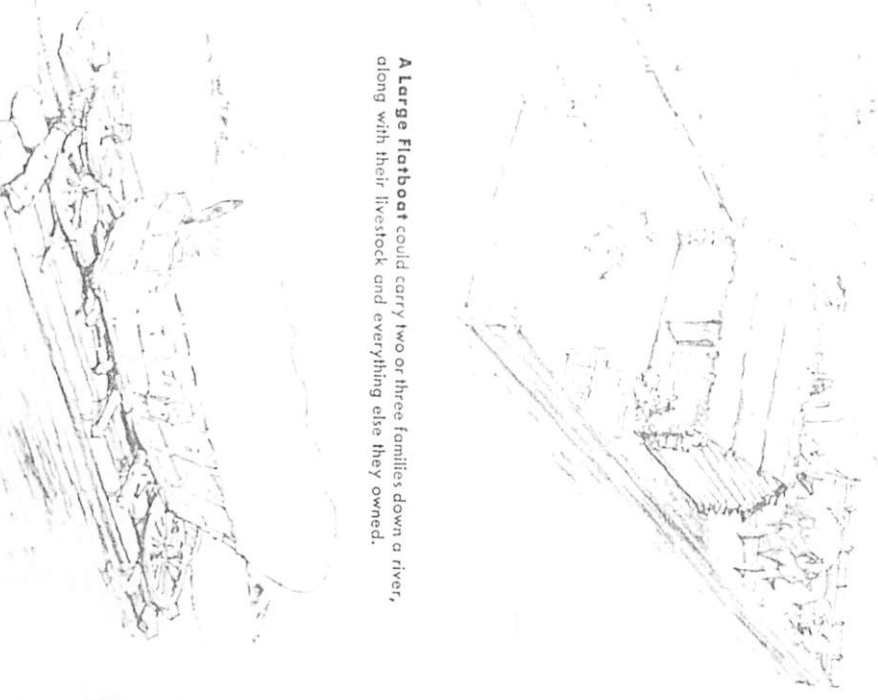 A Large Flatboat could carry two or three families down a river,
along with their livestock and everything else they owned.